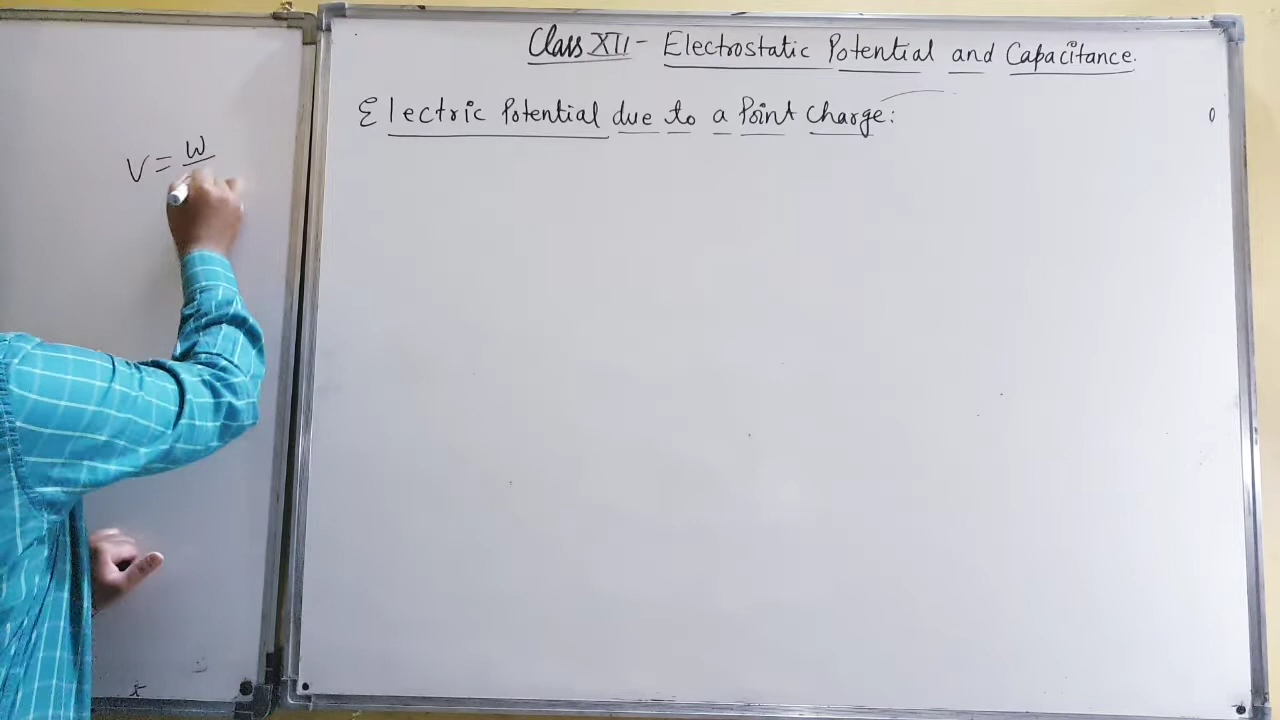 Class XII - Electrostatic Potential and Capacitance.
Electric Potential due to a Point Charge:
V = W